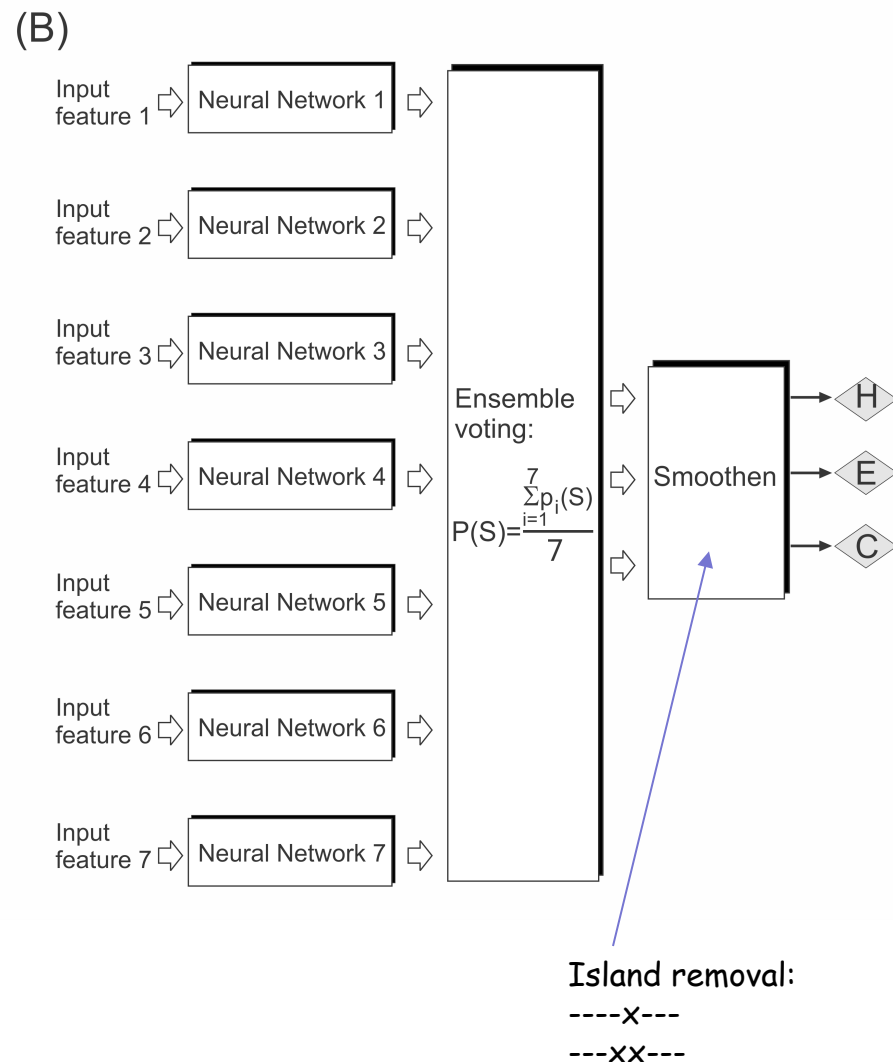 (B)
Input
feature 1
Neural Network 1
Input
feature 2
Neural Network 2
Input
feature 3
Neural Network 3
Input
feature 4
Neural Network 4
Input
feature 5
Neural Network 5
Input
feature 6
Neural Network 6
Input
feature 7
Neural Network 7
Ensemble
voting:
7
Σpi(S)
i=1
P(S)=
7
Smoothen
H
E
C
Island removal:
----x---
---xx---